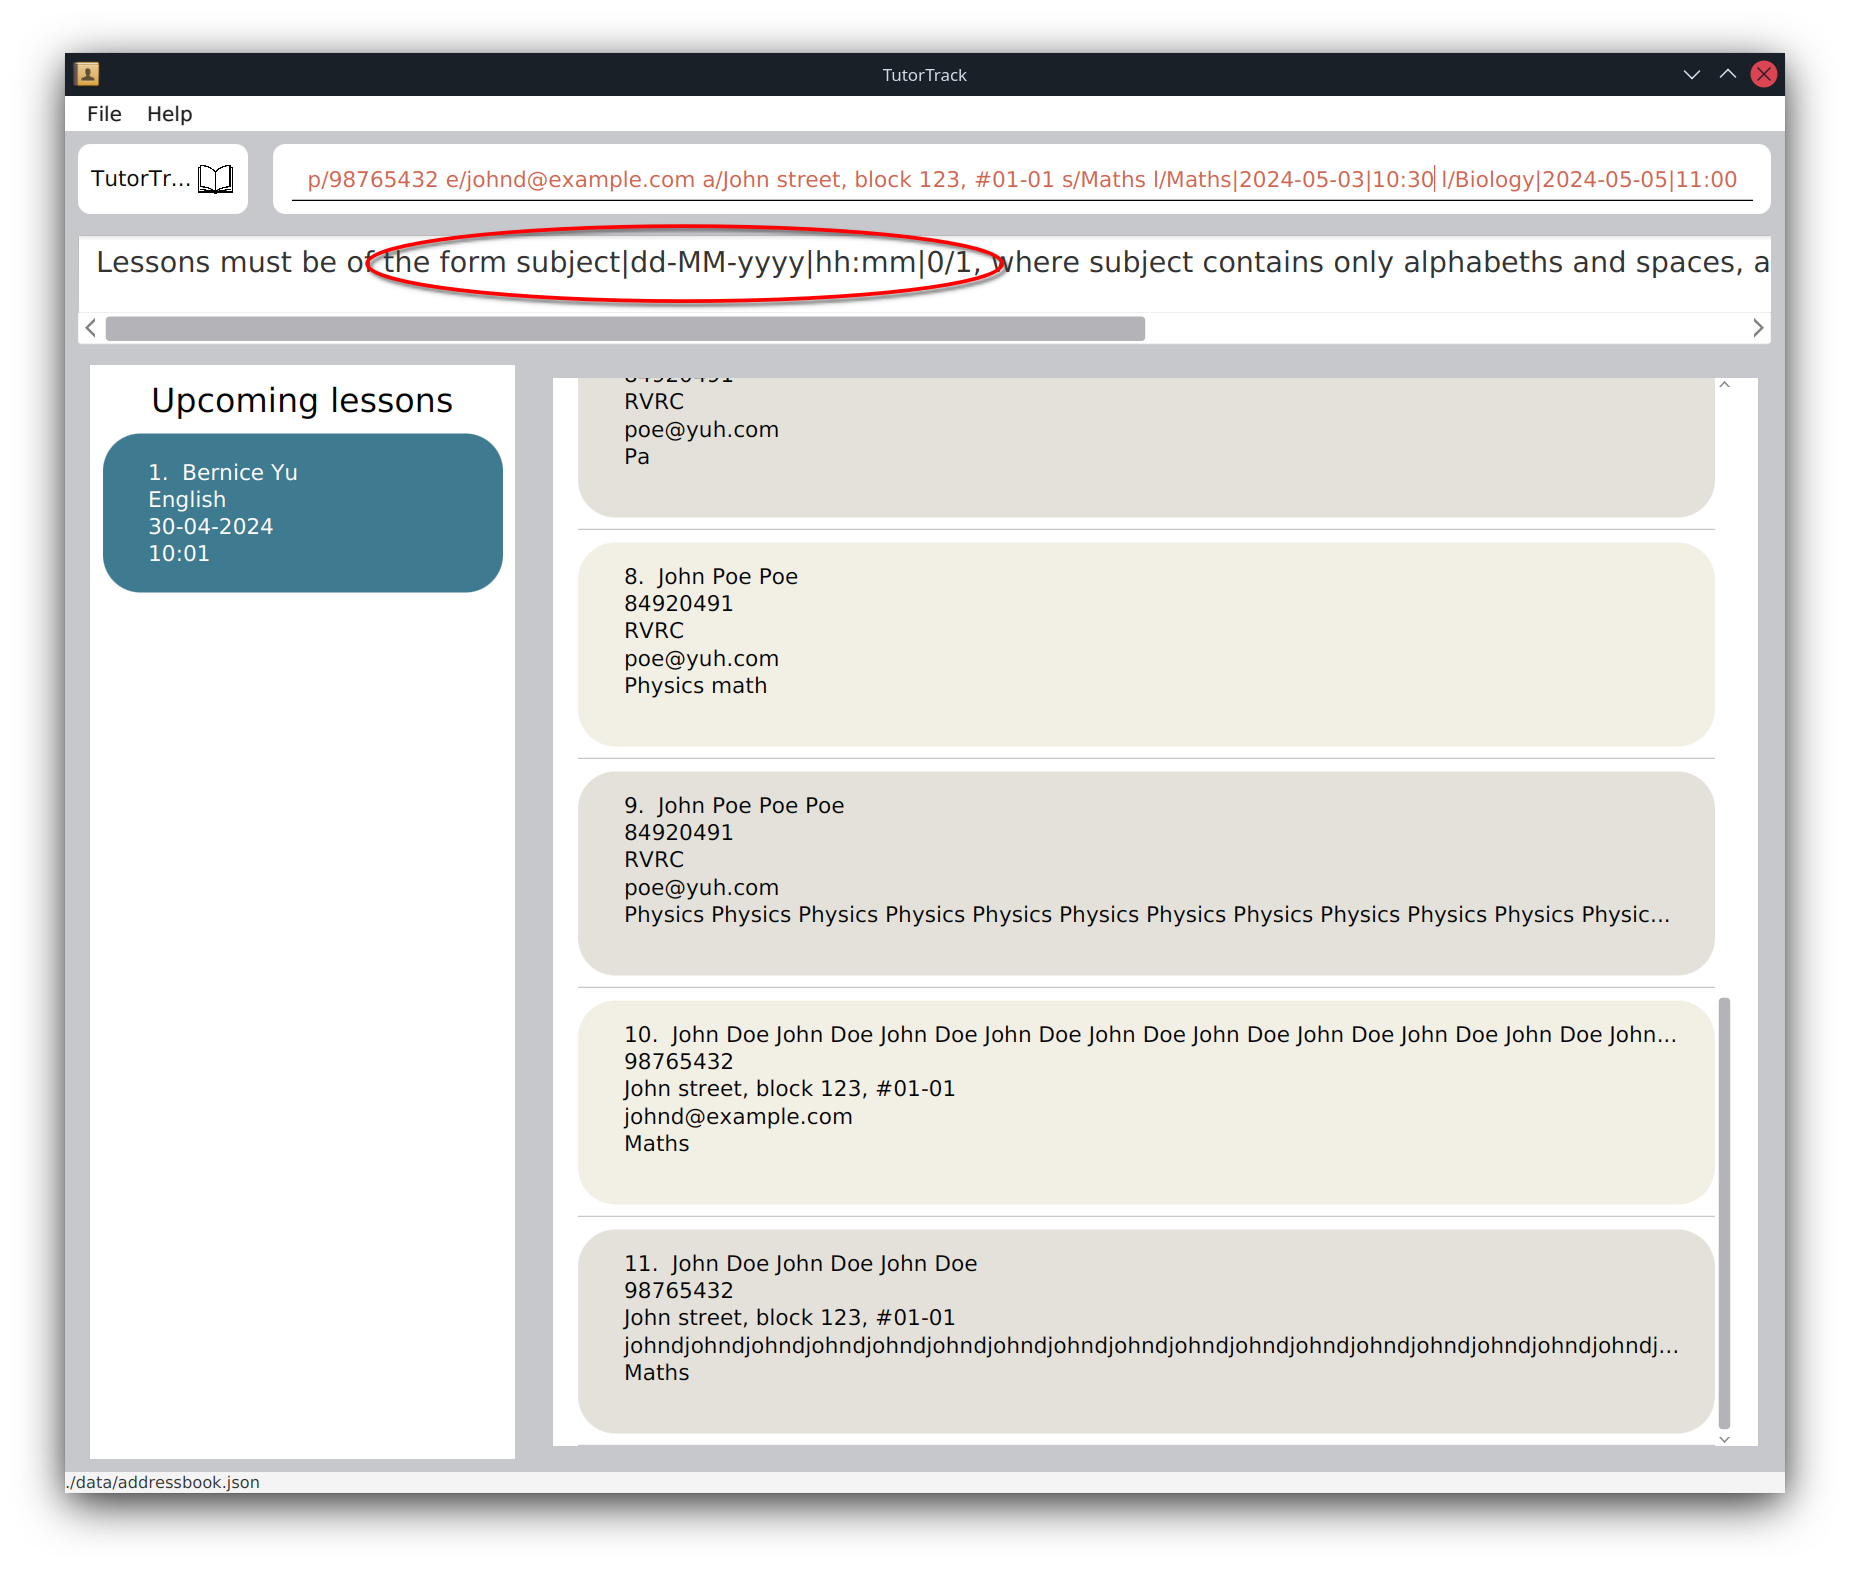 TutorTrack
File Help
TutorTr...
p/98765432 e/johnd@example.com a/John street, block 123, #01-01 s/Maths l/Maths|2024-05-03|10:30 l/Biology|2024-05-05|11:00
Lessons must be of the form subject|dd-MM-yyyy|hh:mm|0/1, where subject contains only alphabeths and spaces, a
Upcoming lessons
1. Bernice Yu
English
30-04-2024
10:01
84920491
RVRC
poe@yuh.com
Pa
8. John Poe Poe
84920491
RVRC
poe@yuh.com
Physics math
9. John Poe Poe Poe
84920491
RVRC
poe@yuh.com
Physics Physics Physics Physics Physics Physics Physics Physics Physics Physics Physics Physic...
10. John Doe John Doe John Doe John Doe John Doe John Doe John Doe John Doe John Doe John...
98765432
John street, block 123, #01-01
johnd@example.com
Maths
11. John Doe John Doe John Doe
98765432
John street, block 123, #01-01
johndjohndjohndjohndjohndjohndjohndjohndjohndjohndjohndjohndjohndjohndjohndjohndjohndj...
Maths
./data/addressbook.json